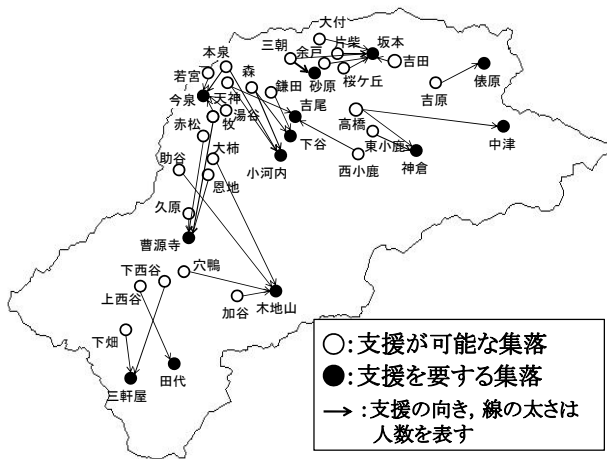 大付
三朝
余戸
片柴
坂本
本泉
吉田
若宮
森
鎌田
砂原
桜ケ丘
俵原
今泉
天神
吉尾
吉原
湯谷
高橋
赤松
牧
下谷
東小鹿
中津
助谷
大柿
小河内
西小鹿
神倉
恩地
久原
曹源寺
下西谷
穴鴨
上西谷
加谷
木地山
下畑
三軒屋
田代
○:支援が可能な集落
●:支援を要する集落
→:支援の向き, 線の太さは
人数を表す